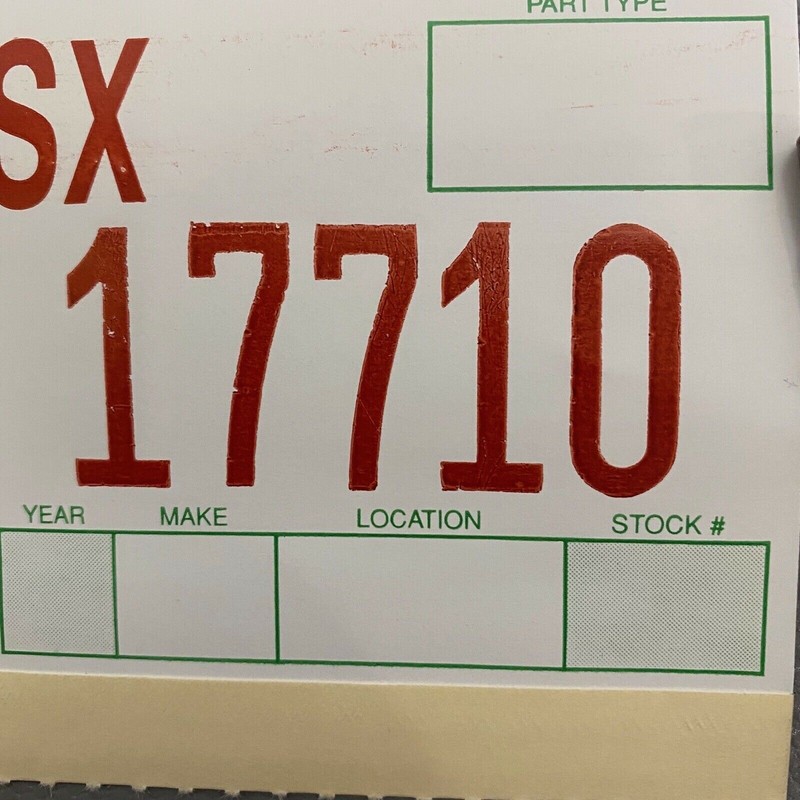 PART TYPE
SX
17710
YEAR MAKE LOCATION STOCK #